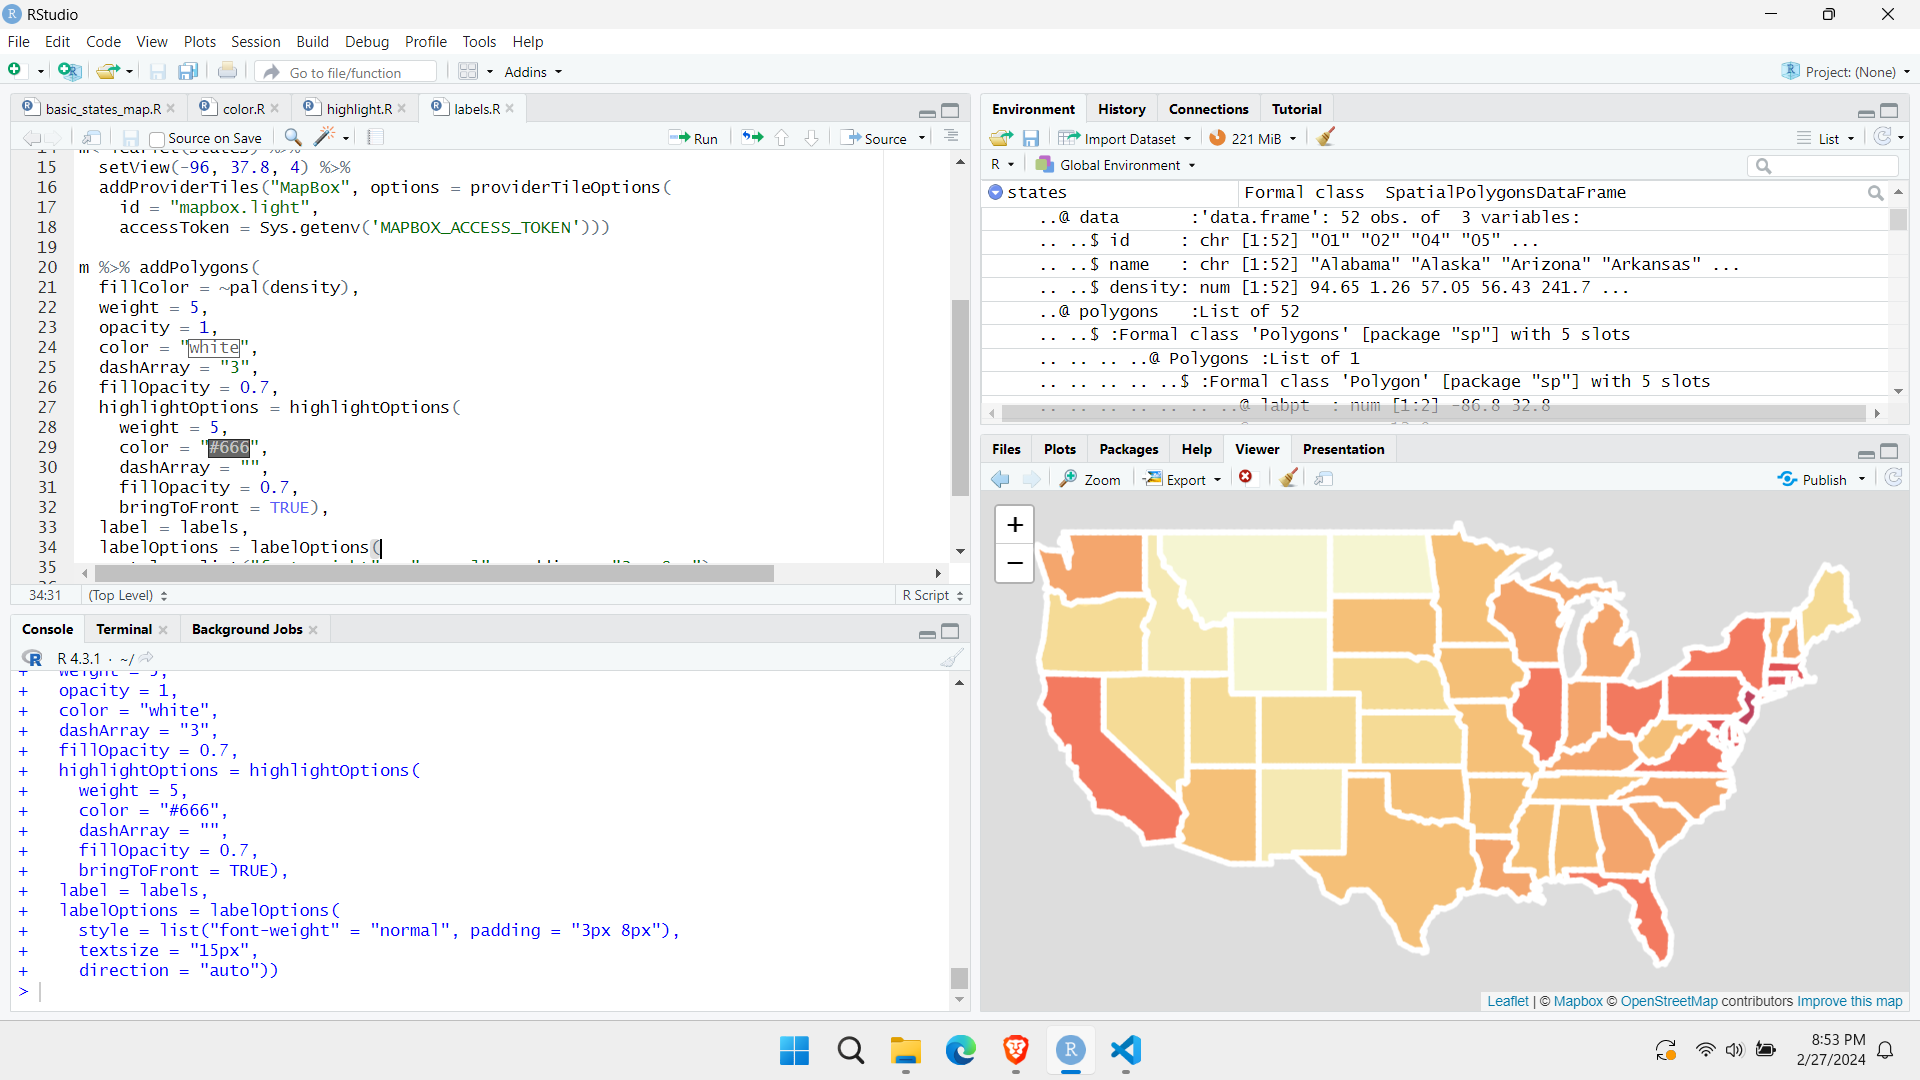 RStudio
File Edit Code View Plots Session Build Debug Profile Tools Help
Go to file/function Addins Project: (None)
basic_states_map.R color.R highlight.R labels.R
Source on Save Run Source
15 setView(-96, 37.8, 4) %>%
16 addProviderTiles("MapBox", options = providerTileOptions(
17 id = "mapbox.light",
18 accessToken = Sys.getenv('MAPBOX_ACCESS_TOKEN')))
19
20 m %>% addPolygons(
21 fillColor = ~pal(density),
22 weight = 5,
23 opacity = 1,
24 color = "white",
25 dashArray = "3",
26 fillOpacity = 0.7,
27 highlightOptions = highlightOptions(
28 weight = 5,
29 color = "#666",
30 dashArray = "",
31 fillOpacity = 0.7,
32 bringToFront = TRUE),
33 label = labels,
34 labelOptions = labelOptions(
35
34:31 (Top Level) R Script
Console Terminal Background Jobs
R 4.3.1 · ~/
+ weight = 5,
+ opacity = 1,
+ color = "white",
+ dashArray = "3",
+ fillOpacity = 0.7,
+ highlightOptions = highlightOptions(
+ weight = 5,
+ color = "#666",
+ dashArray = "",
+ fillOpacity = 0.7,
+ bringToFront = TRUE),
+ label = labels,
+ labelOptions = labelOptions(
+ style = list("font-weight" = "normal", padding = "3px 8px"),
+ textsize = "15px",
+ direction = "auto"))
>
Environment History Connections Tutorial
Import Dataset 221 MiB List
R Global Environment
states Formal class SpatialPolygonsDataFrame
..@ data :'data.frame': 52 obs. of 3 variables:
.. ..$ id : chr [1:52] "01" "02" "04" "05" ...
.. ..$ name : chr [1:52] "Alabama" "Alaska" "Arizona" "Arkansas" ...
.. ..$ density: num [1:52] 94.65 1.26 57.05 56.43 241.7 ...
..@ polygons :List of 52
.. ..$ :Formal class 'Polygons' [package "sp"] with 5 slots
.. .. .. ..@ Polygons :List of 1
.. .. .. .. ..$ :Formal class 'Polygon' [package "sp"] with 5 slots
.. .. .. .. .. .. ..@ labpt : num [1:2] -86.8 32.8
Files Plots Packages Help Viewer Presentation
Zoom Export Publish
+
−
Leaflet | © Mapbox © OpenStreetMap contributors Improve this map
8:53 PM
2/27/2024